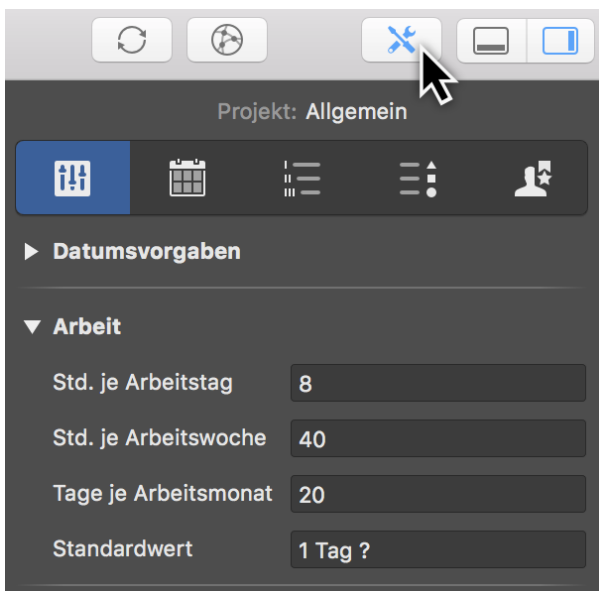 Projekt: Allgemein
Datumsvorgaben
Arbeit
Std. je Arbeitstag 8
Std. je Arbeitswoche 40
Tage je Arbeitsmonat 20
Standardwert 1 Tag ?